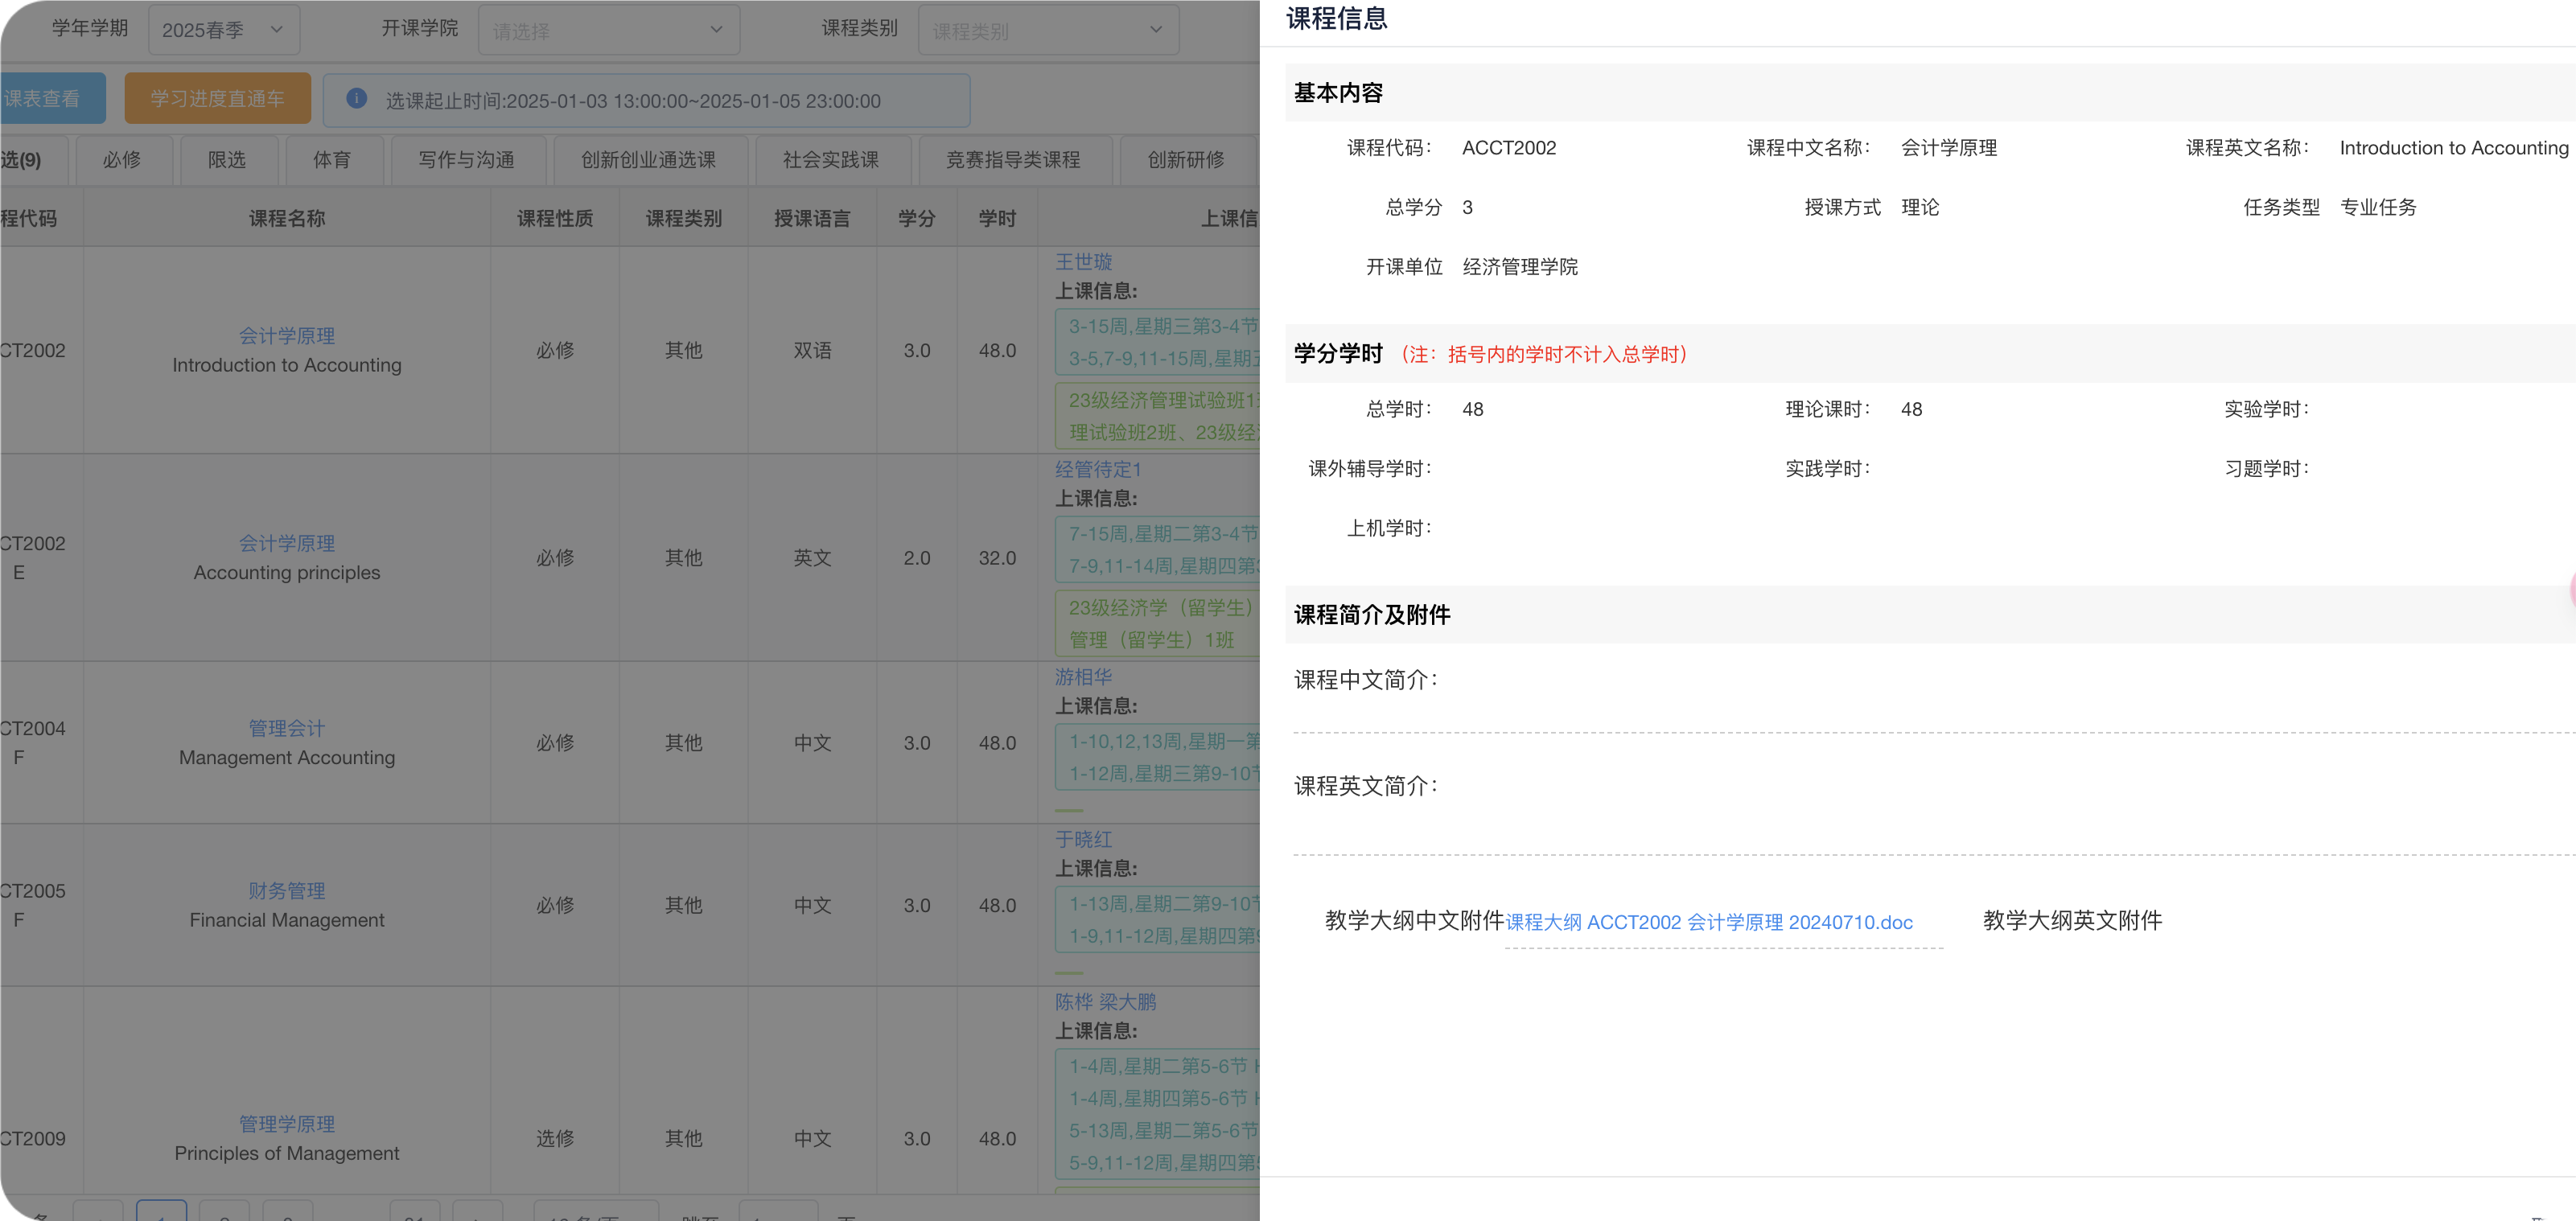 学年学期 2025春季 开课学院 请选择 课程类别 课程类别
课表查看 学习进度直通车 选课起止时间:2025-01-03 13:00:00~2025-01-05 23:00:00
选(9) 必修 限选 体育 写作与沟通 创新创业通选课 社会实践课 竞赛指导类课程 创新研修
程代码 课程名称 课程性质 课程类别 授课语言 学分 学时 上课信
王世璇
上课信息:
3-15周,星期三第3-4节
3-5,7-9,11-15周,星期五
CT2002 会计学原理 必修 其他 双语 3.0 48.0
Introduction to Accounting
23级经济管理试验班1班
理试验班2班、23级经
经管待定1
上课信息:
7-15周,星期二第3-4节
7-9,11-14周,星期四第3
CT2002 会计学原理 必修 其他 英文 2.0 32.0
E Accounting principles
23级经济学（留学生）
管理（留学生）1班
游相华
上课信息:
1-10,12,13周,星期一第
1-12周,星期三第9-10节
CT2004 管理会计 必修 其他 中文 3.0 48.0
F Management Accounting
于晓红
上课信息:
1-13周,星期二第9-10节
1-9,11-12周,星期四第9
CT2005 财务管理 必修 其他 中文 3.0 48.0
F Financial Management
陈桦 梁大鹏
上课信息:
1-4周,星期二第5-6节 H
1-4周,星期四第5-6节 H
5-13周,星期二第5-6节
5-9,11-12周,星期四第5
CT2009 管理学原理 选修 其他 中文 3.0 48.0
Principles of Management
课程信息
基本内容
课程代码： ACCT2002 课程中文名称： 会计学原理 课程英文名称： Introduction to Accounting
总学分 3 授课方式 理论 任务类型 专业任务
开课单位 经济管理学院
学分学时 （注：括号内的学时不计入总学时）
总学时： 48 理论课时： 48 实验学时：
课外辅导学时： 实践学时： 习题学时：
上机学时：
课程简介及附件
课程中文简介：
课程英文简介：
教学大纲中文附件 课程大纲 ACCT2002 会计学原理 20240710.doc 教学大纲英文附件